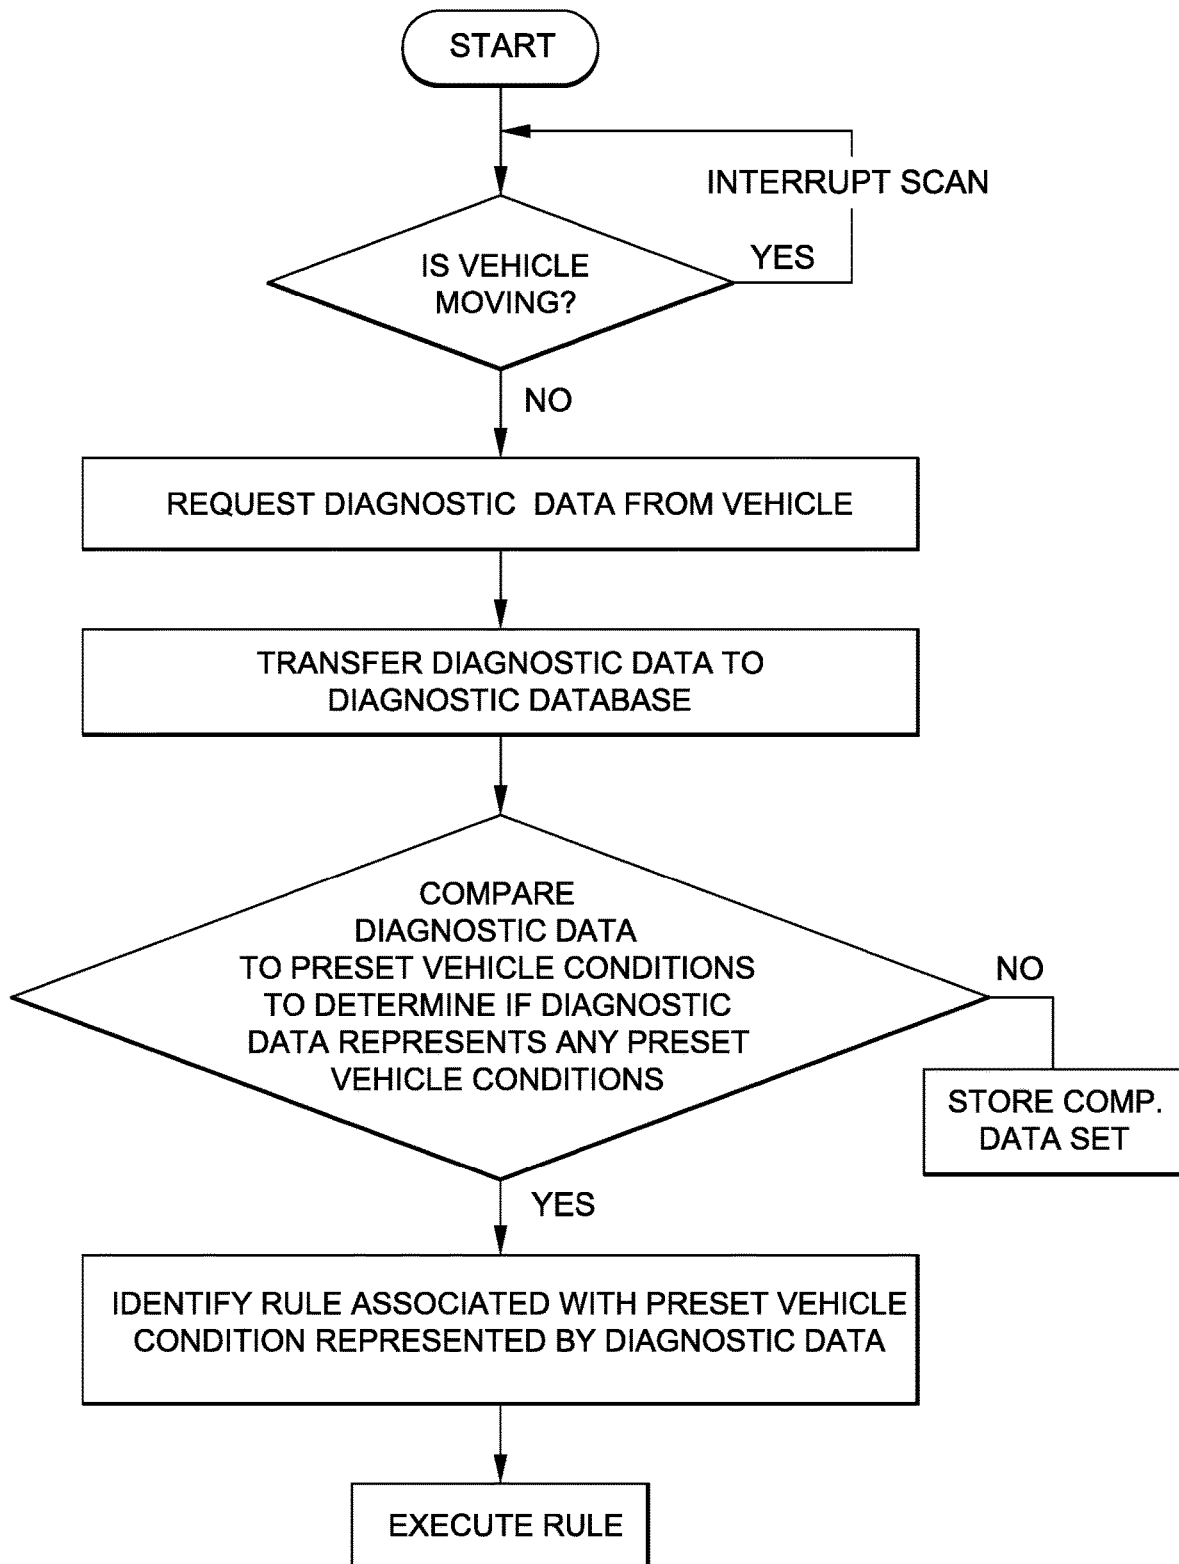 START
INTERRUPT SCAN
YES
IS VEHICLE
MOVING?
NO
REQUEST DIAGNOSTIC DATA FROM VEHICLE
TRANSFER DIAGNOSTIC DATA TO
DIAGNOSTIC DATABASE
COMPARE
DIAGNOSTIC DATA
TO PRESET VEHICLE CONDITIONS
TO DETERMINE IF DIAGNOSTIC
DATA REPRESENTS ANY PRESET
VEHICLE CONDITIONS
NO
STORE COMP.
DATA SET
YES
IDENTIFY RULE ASSOCIATED WITH PRESET VEHICLE
CONDITION REPRESENTED BY DIAGNOSTIC DATA
EXECUTE RULE